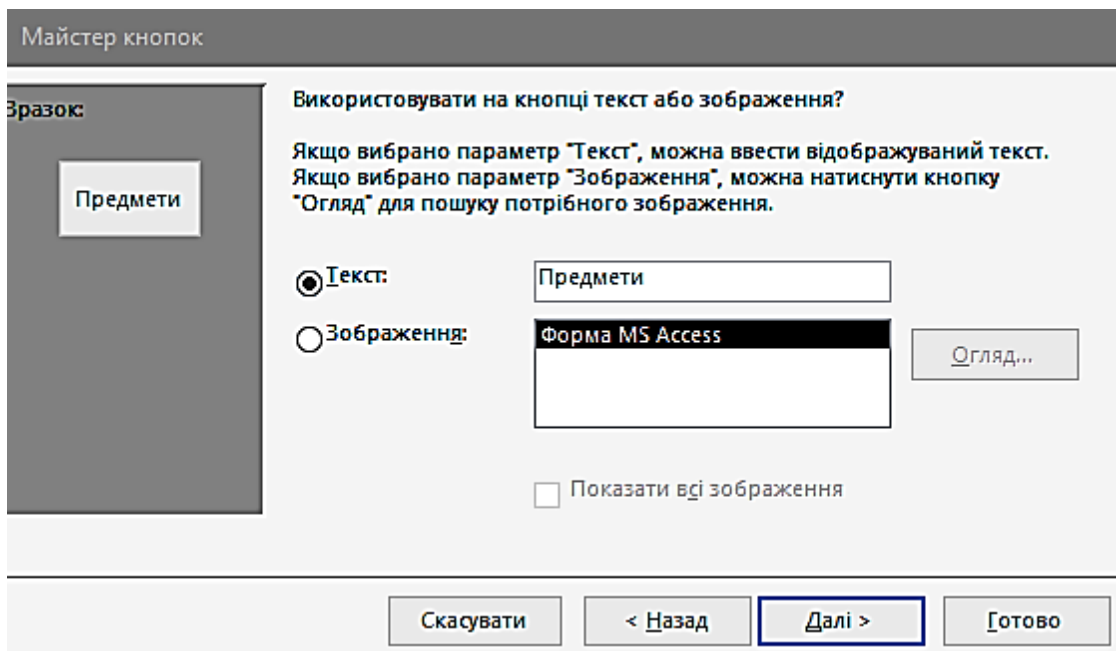 Майстер кнопок
Зразок:
Предмети
Використовувати на кнопці текст або зображення?
Якщо вибрано параметр "Текст", можна ввести відображуваний текст.
Якщо вибрано параметр "Зображення", можна натиснути кнопку
"Огляд" для пошуку потрібного зображення.
Текст:
Предмети
Зображення:
Форма MS Access
Огляд...
Показати всі зображення
Скасувати
< Назад
Далі >
Готово